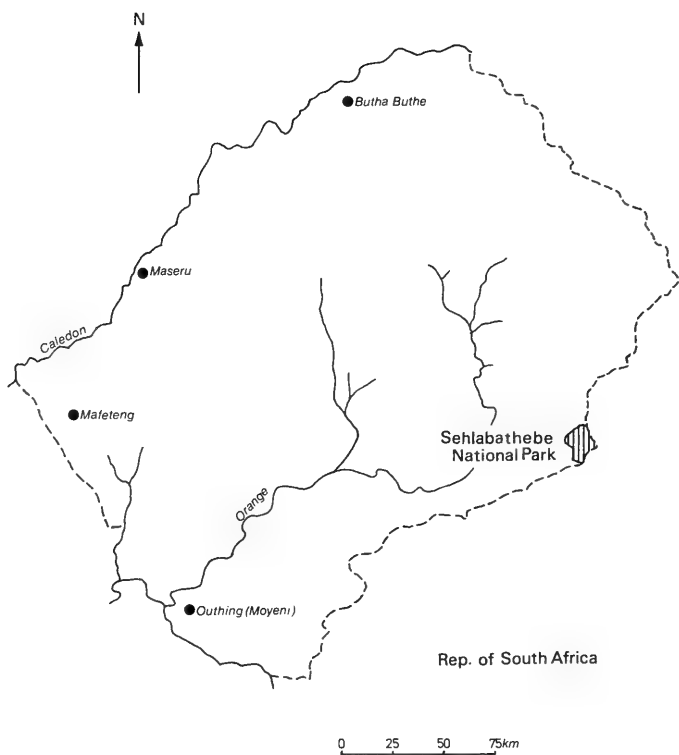 N
Butha Buthe
Maseru
Caledon
Mafeteng
Sehlabathebe
National Park
Orange
Outhing (Moyeni)
Rep. of South Africa
0 25 50 75km